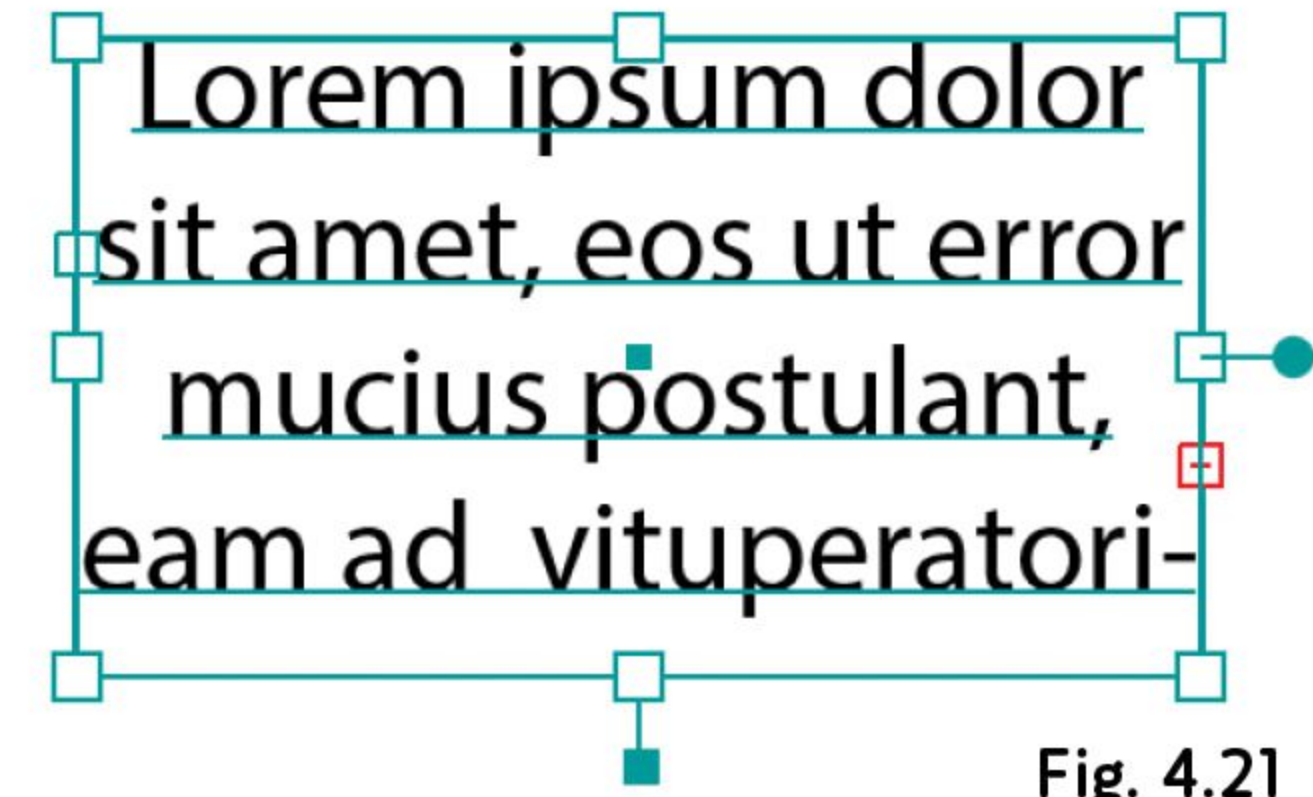 Lorem ipsum dolor
sit amet, eos ut error
mucius postulant,
eam ad  vituperatori-
Fig. 4.21